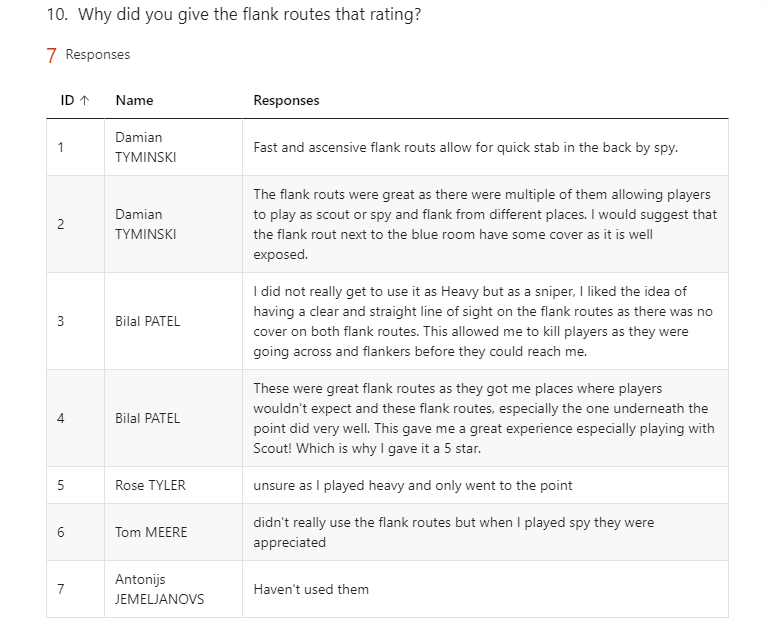 10. Why did you give the flank routes that rating?
7 Responses
ID ↑ Name Responses
1 Damian TYMINSKI Fast and ascensive flank routs allow for quick stab in the back by spy.
2 Damian TYMINSKI The flank routs were great as there were multiple of them allowing players
to play as scout or spy and flank from different places. I would suggest that
the flank rout next to the blue room have some cover as it is well
exposed.
3 Bilal PATEL I did not really get to use it as Heavy but as a sniper, I liked the idea of
having a clear and straight line of sight on the flank routes as there was no
cover on both flank routes. This allowed me to kill players as they were
going across and flankers before they could reach me.
4 Bilal PATEL These were great flank routes as they got me places where players
wouldn't expect and these flank routes, especially the one underneath the
point did very well. This gave me a great experience especially playing with
Scout! Which is why I gave it a 5 star.
5 Rose TYLER unsure as I played heavy and only went to the point
6 Tom MEERE didn't really use the flank routes but when I played spy they were
appreciated
7 Antonijs JEMELJANOVS Haven't used them